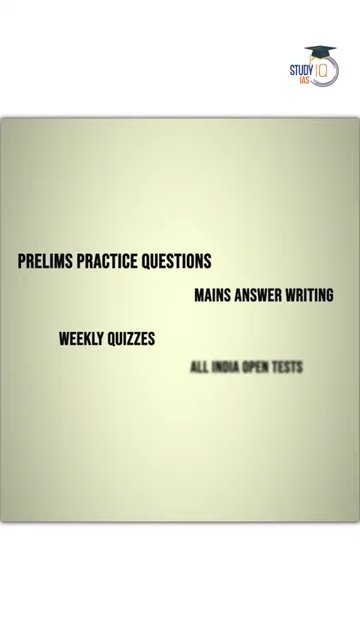 STUDY IQ
IAS
PRELIMS PRACTICE QUESTIONS
MAINS ANSWER WRITING
WEEKLY QUIZZES
ALL INDIA OPEN TESTS